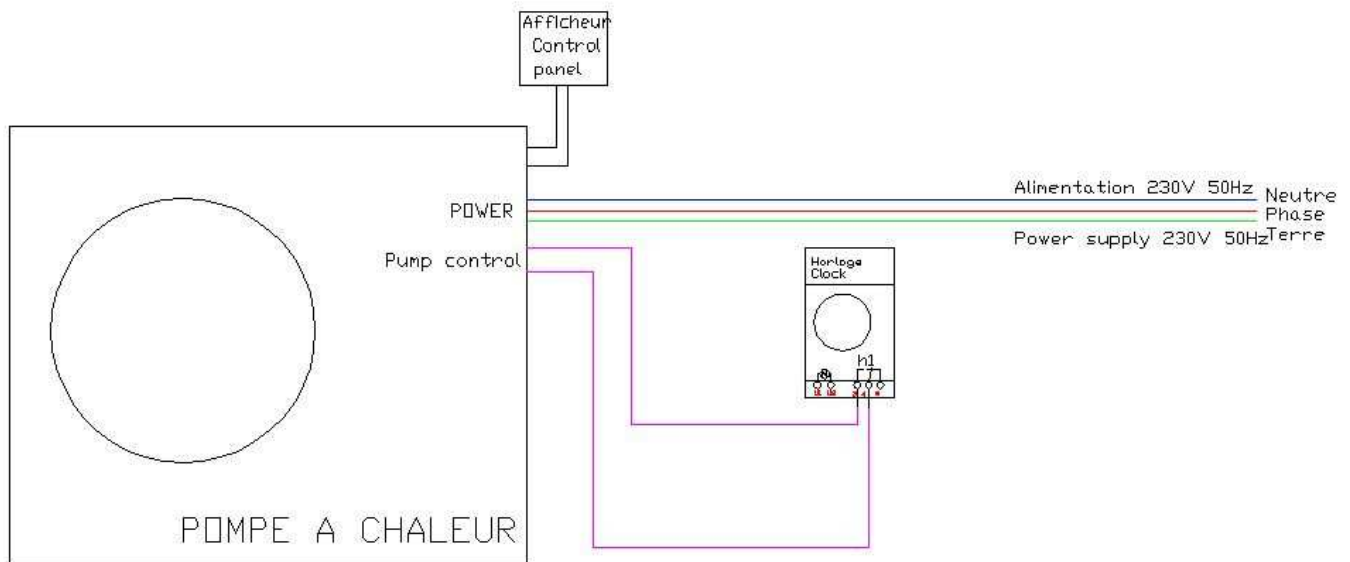 Afficheur
Control
panel
Alimentation 230V 50Hz
Neutre
POWER
Phase
Power supply 230V 50Hz
Terre
Pump control
Horloge
Clock
h1
POMPE A CHALEUR